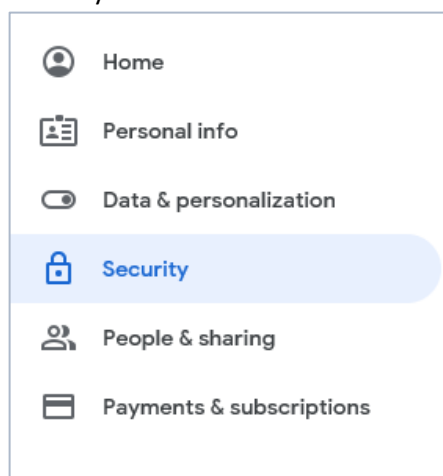 Home
Personal info
Data & personalization
Security
People & sharing
Payments & subscriptions